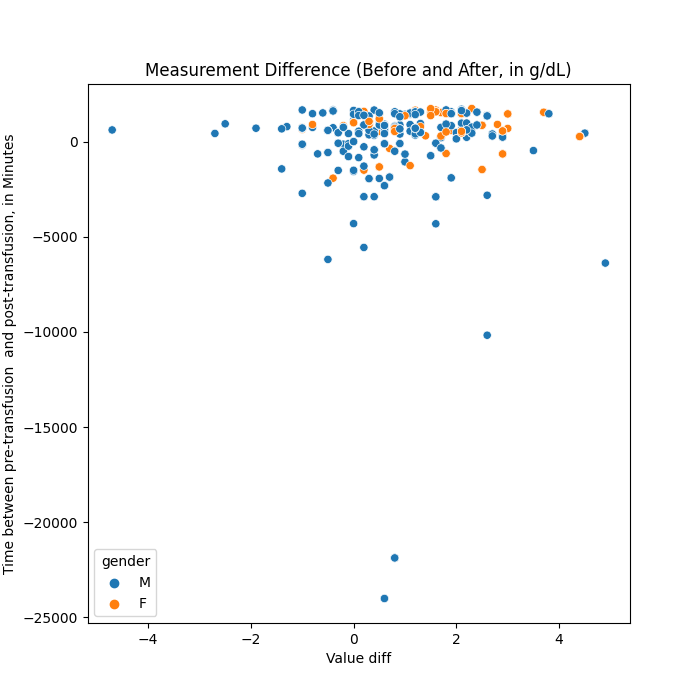 Measurement Difference (Before and After, in g/dL)
Time between pre-transfusion  and post-transfusion, in Minutes
0
−5000
−10000
−15000
−20000
−25000
gender
M
F
−4
−2
0
2
4
Value diff